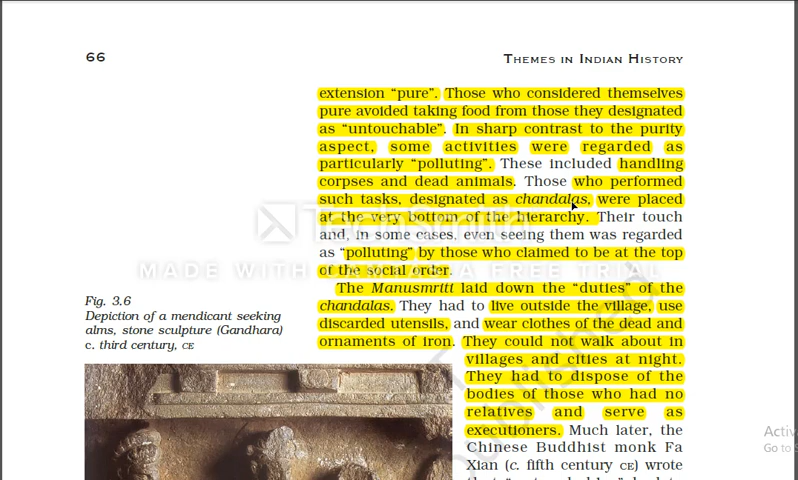 66
THEMES IN INDIAN HISTORY
extension “pure”. Those who considered themselves
pure avoided taking food from those they designated
as “untouchable”. In sharp contrast to the purity
aspect, some activities were regarded as
particularly “polluting”. These included handling
corpses and dead animals. Those who performed
such tasks, designated as chandalas, were placed
at the very bottom of the hierarchy. Their touch
and, in some cases, even seeing them was regarded
as “polluting” by those who claimed to be at the top
of the social order.
TechSmith
MADE WITH CAMTASIA FREE TRIAL
The Manusmriti laid down the “duties” of the
chandalas. They had to live outside the village, use
discarded utensils, and wear clothes of the dead and
ornaments of iron. They could not walk about in
villages and cities at night.
They had to dispose of the
bodies of those who had no
relatives and serve as
executioners. Much later, the
Chinese Buddhist monk Fa
Xian (c. fifth century CE) wrote
Fig. 3.6
Depiction of a mendicant seeking
alms, stone sculpture (Gandhara)
c. third century, CE
Activ
Go to S